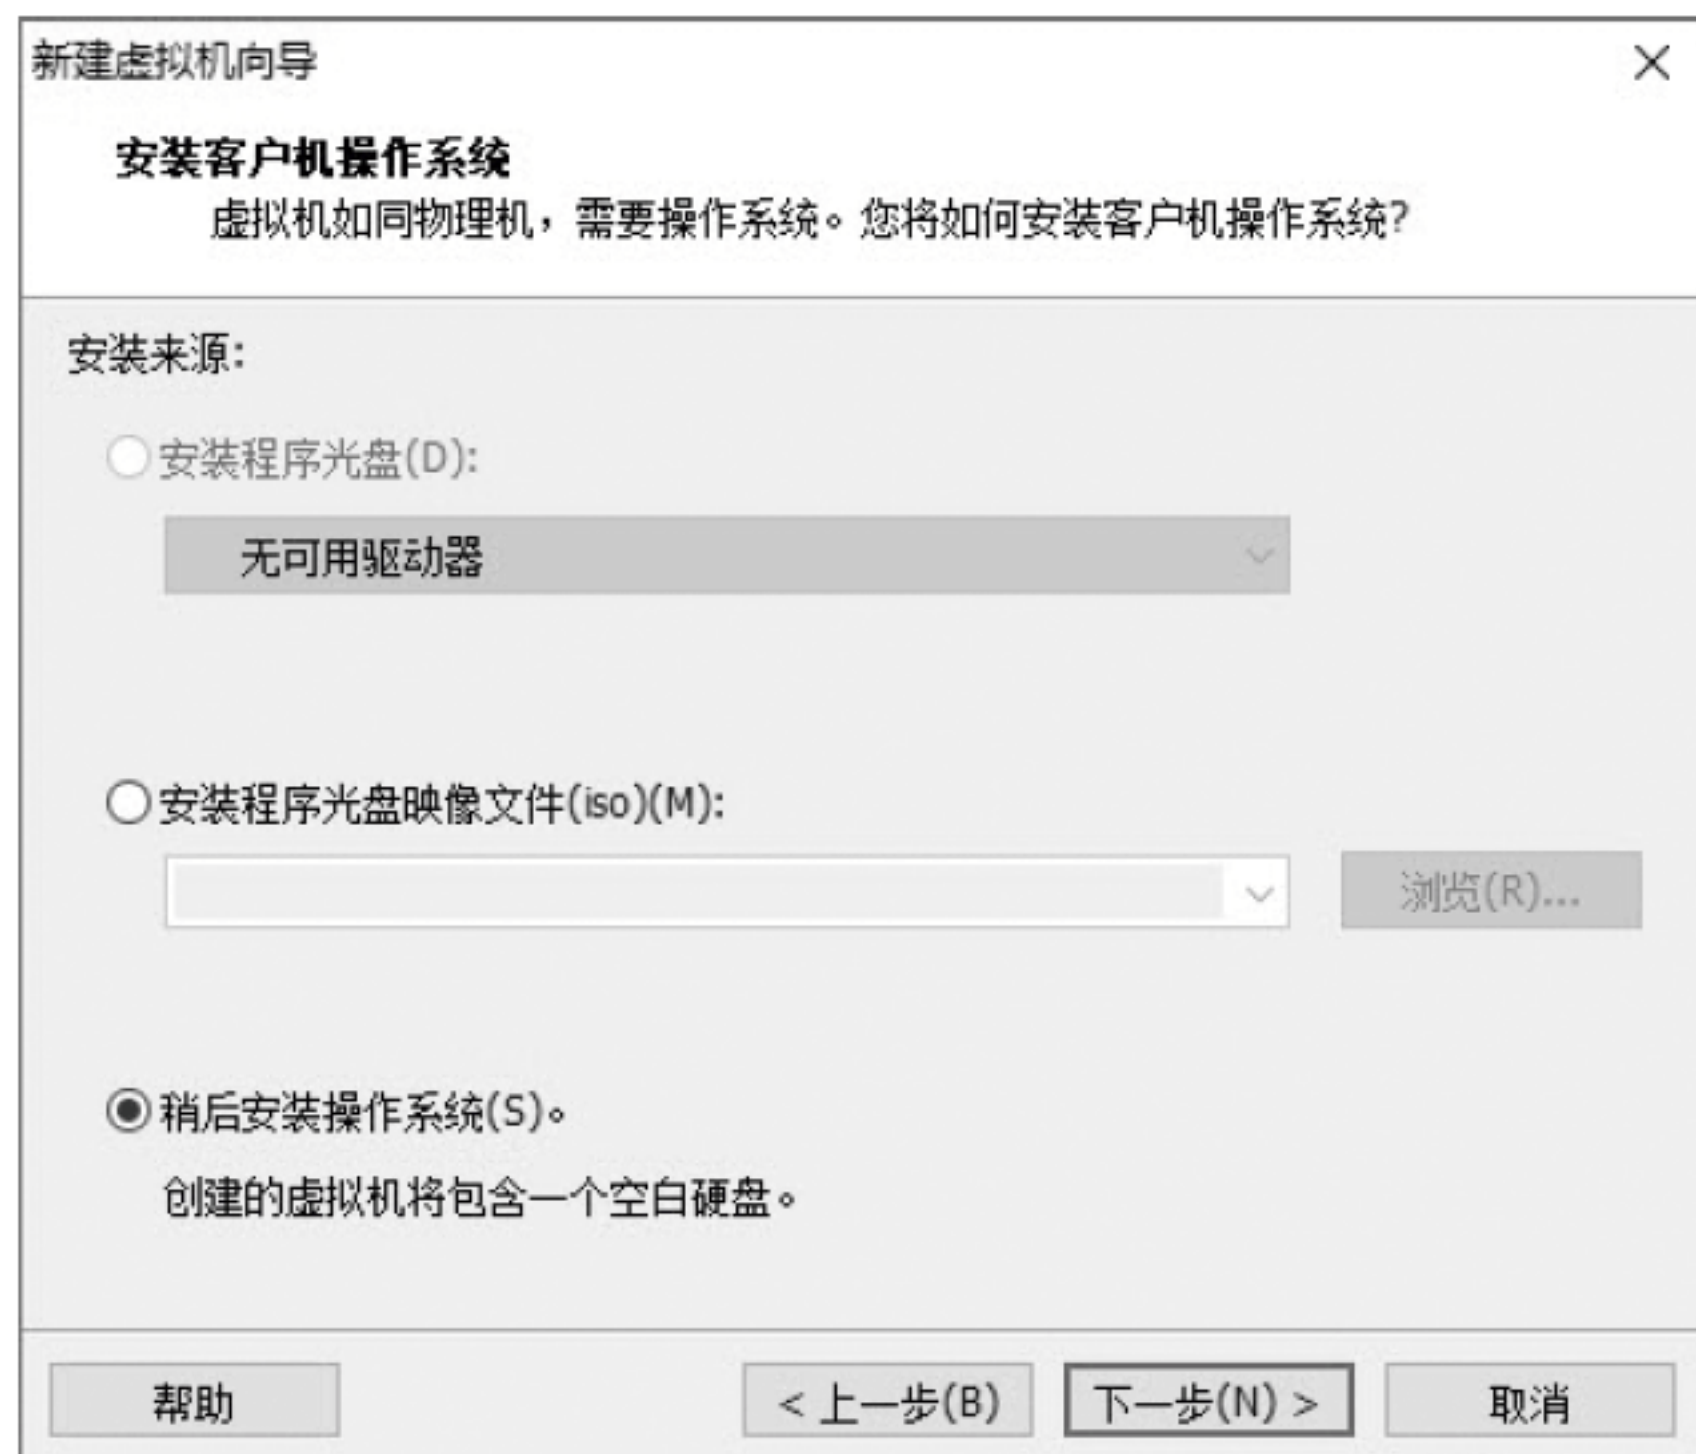 新建虚拟机向导
安装客户机操作系统
虚拟机如同物理机，需要操作系统。您将如何安装客户机操作系统?
安装来源:
安装程序光盘(D):
无可用驱动器
安装程序光盘映像文件(iso)(M):
浏览(R)...
稍后安装操作系统(S)。
创建的虚拟机将包含一个空白硬盘。
帮助
< 上一步(B)
下一步(N) >
取消